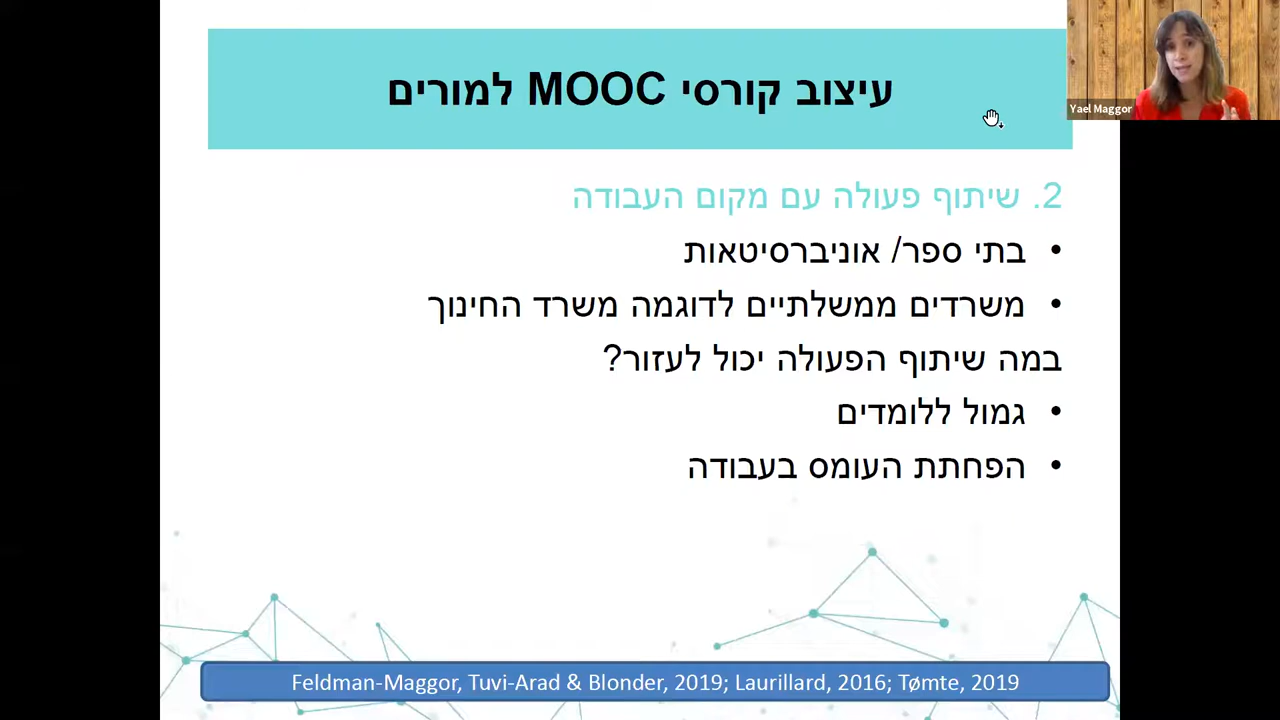 עיצוב קורסי MOOC למורים
Yael Maggor
2. שיתוף פעולה עם מקום העבודה
• בתי ספר/ אוניברסיטאות
• משרדים ממשלתיים לדוגמה משרד החינוך
במה שיתוף הפעולה יכול לעזור?
• גמול ללומדים
• הפחתת העומס בעבודה
Feldman-Maggor, Tuvi-Arad & Blonder, 2019; Laurillard, 2016; Tømte, 2019